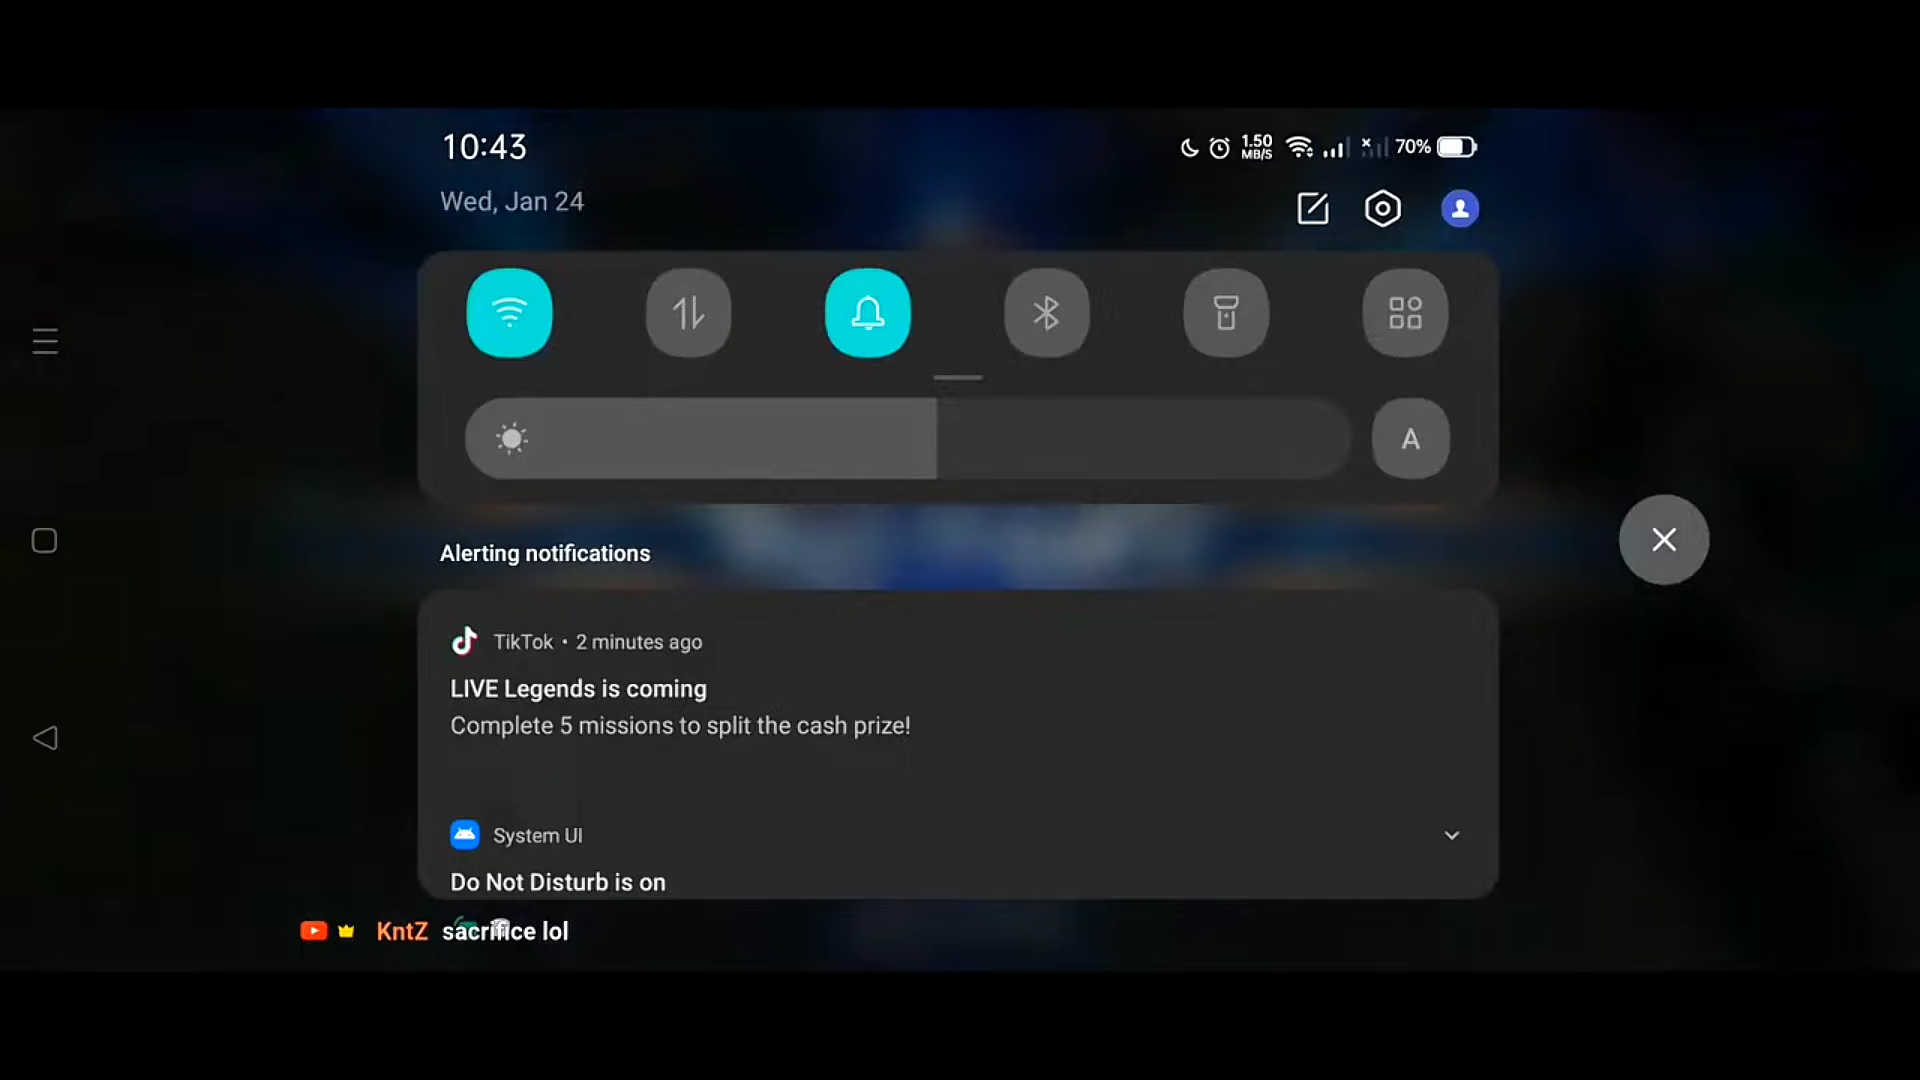 10:43
1.50 MB/S
70%
Wed, Jan 24
A
Alerting notifications
TikTok • 2 minutes ago
LIVE Legends is coming
Complete 5 missions to split the cash prize!
System UI
Do Not Disturb is on
KntZ sacrifice lol